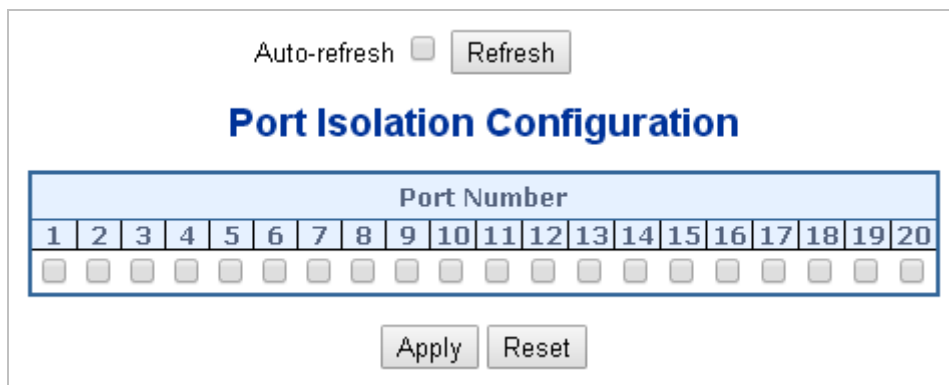 Auto-refresh Refresh
Port Isolation Configuration
Port Number
1 2 3 4 5 6 7 8 9 10 11 12 13 14 15 16 17 18 19 20
Apply Reset